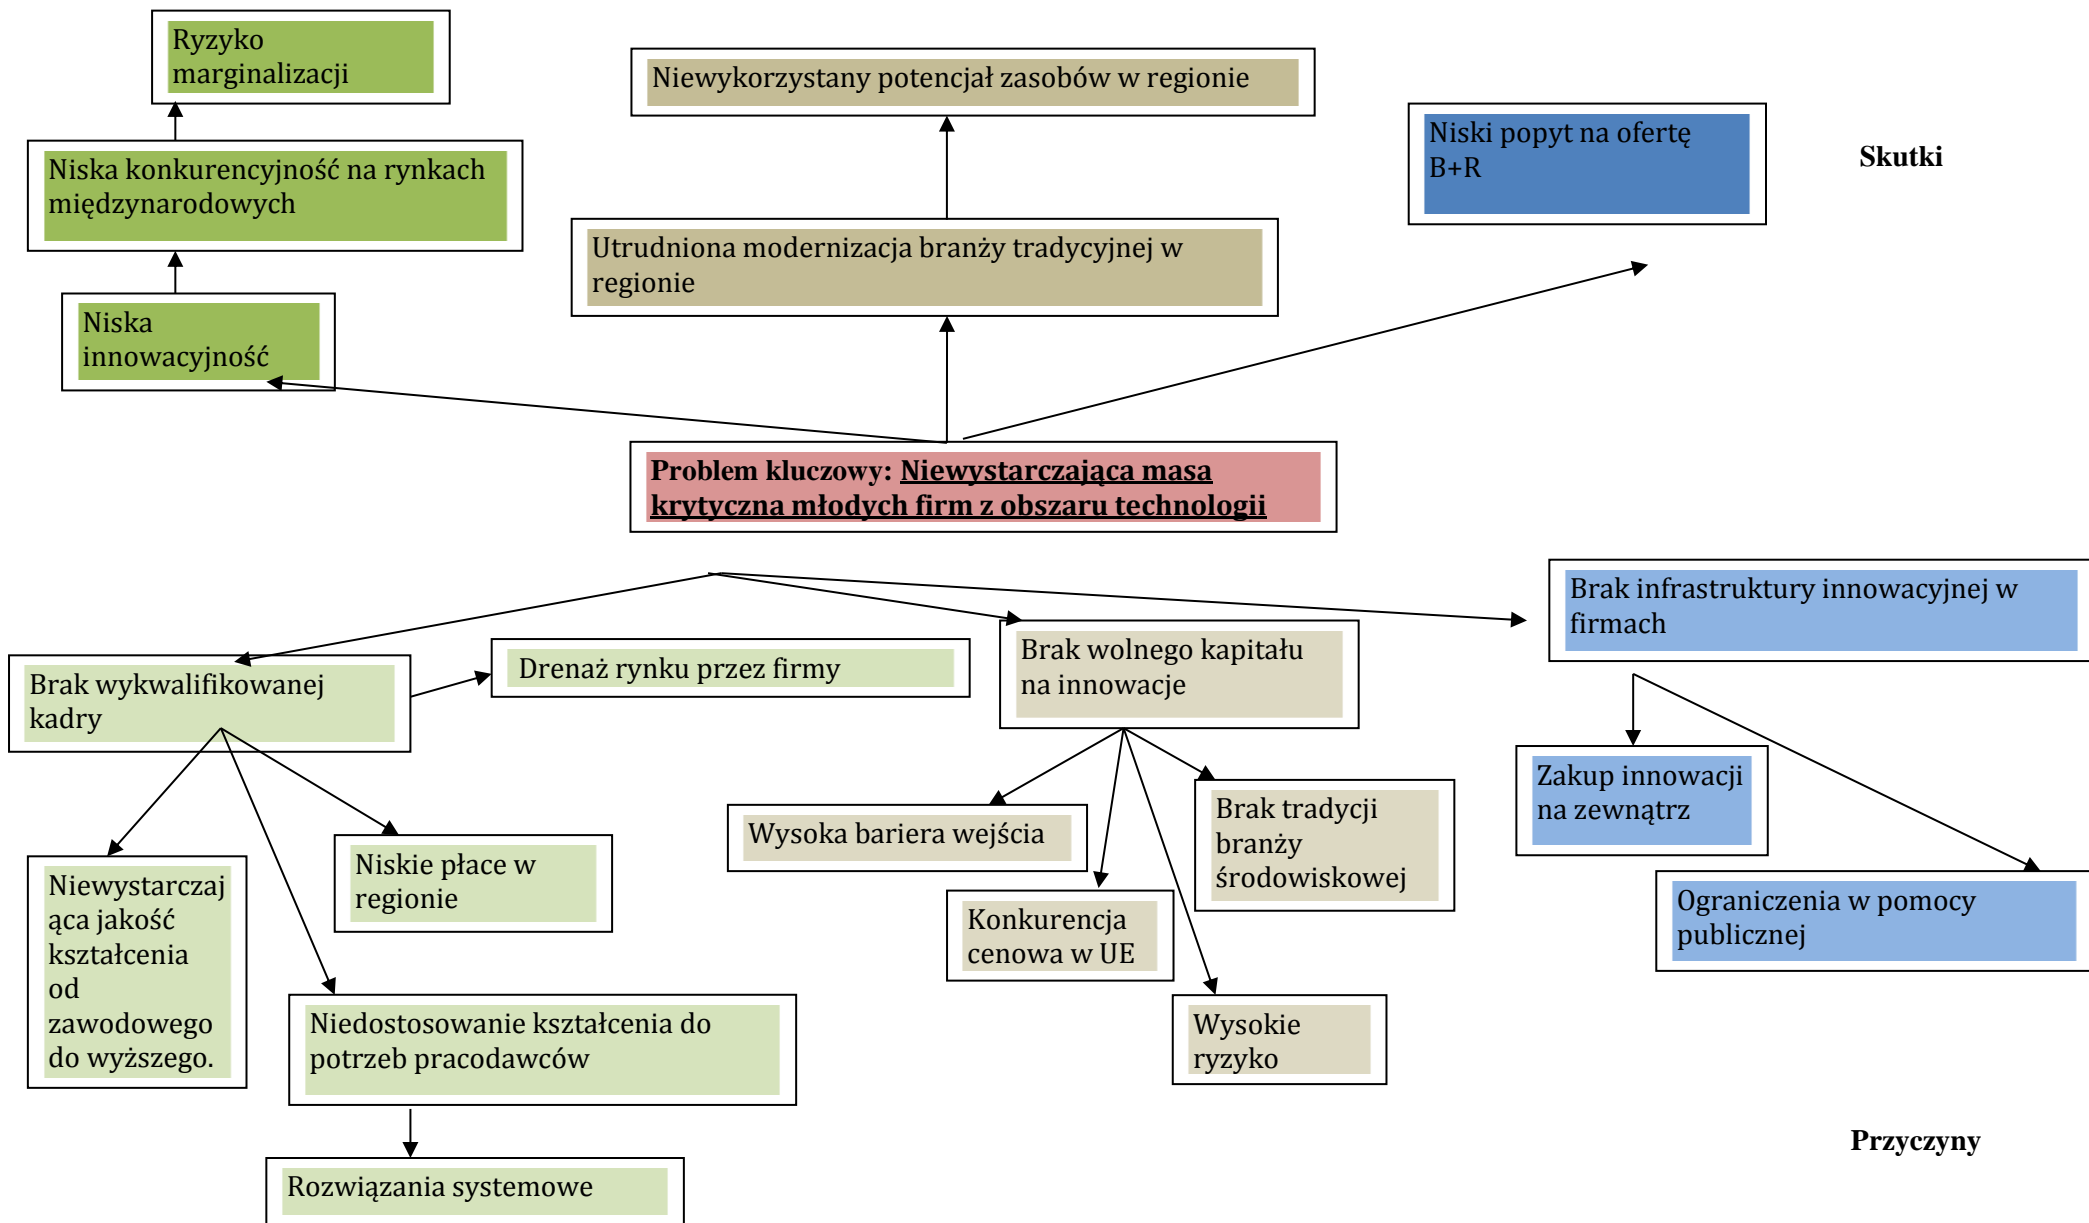 Ryzyko
marginalizacji
Niewykorzystany potencjał zasobów w regionie
Niski popyt na ofertę
B+R
Skutki
Niska konkurencyjność na rynkach
międzynarodowych
Utrudniona modernizacja branży tradycyjnej w
regionie
Niska
innowacyjność
Problem kluczowy: Niewystarczająca masa
krytyczna młodych firm z obszaru technologii
Brak infrastruktury innowacyjnej w
firmach
Drenaż rynku przez firmy
Brak wolnego kapitału
na innowacje
Brak wykwalifikowanej
kadry
Zakup innowacji
na zewnątrz
Wysoka bariera wejścia
Brak tradycji
branży
środowiskowej
Niskie płace w
regionie
Niewystarczaj
ąca jakość
kształcenia
od
zawodowego
do wyższego.
Konkurencja
cenowa w UE
Ograniczenia w pomocy
publicznej
Niedostosowanie kształcenia do
potrzeb pracodawców
Wysokie
ryzyko
Przyczyny
Rozwiązania systemowe